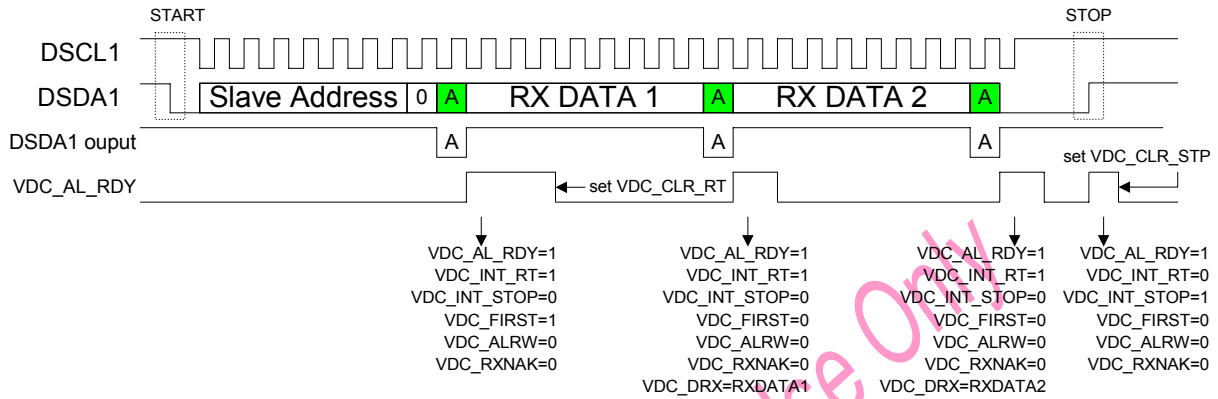 START STOP
DSCL1
DSDA1 Slave Address 0 A RX DATA 1 A RX DATA 2 A
DSDA1 ouput A A A
set VDC_CLR_STP
VDC_AL_RDY set VDC_CLR_RT
VDC_AL_RDY=1 VDC_AL_RDY=1 VDC_AL_RDY=1 VDC_AL_RDY=1
VDC_INT_RT=1 VDC_INT_RT=1 VDC_INT_RT=1 VDC_INT_RT=0
VDC_INT_STOP=0 VDC_INT_STOP=0 VDC_INT_STOP=0 VDC_INT_STOP=1
VDC_FIRST=1 VDC_FIRST=0 VDC_FIRST=0 VDC_FIRST=0
VDC_ALRW=0 VDC_ALRW=0 VDC_ALRW=0 VDC_ALRW=0
VDC_RXNAK=0 VDC_RXNAK=0 VDC_RXNAK=0 VDC_RXNAK=0
VDC_DRX=RXDATA1 VDC_DRX=RXDATA2
Only